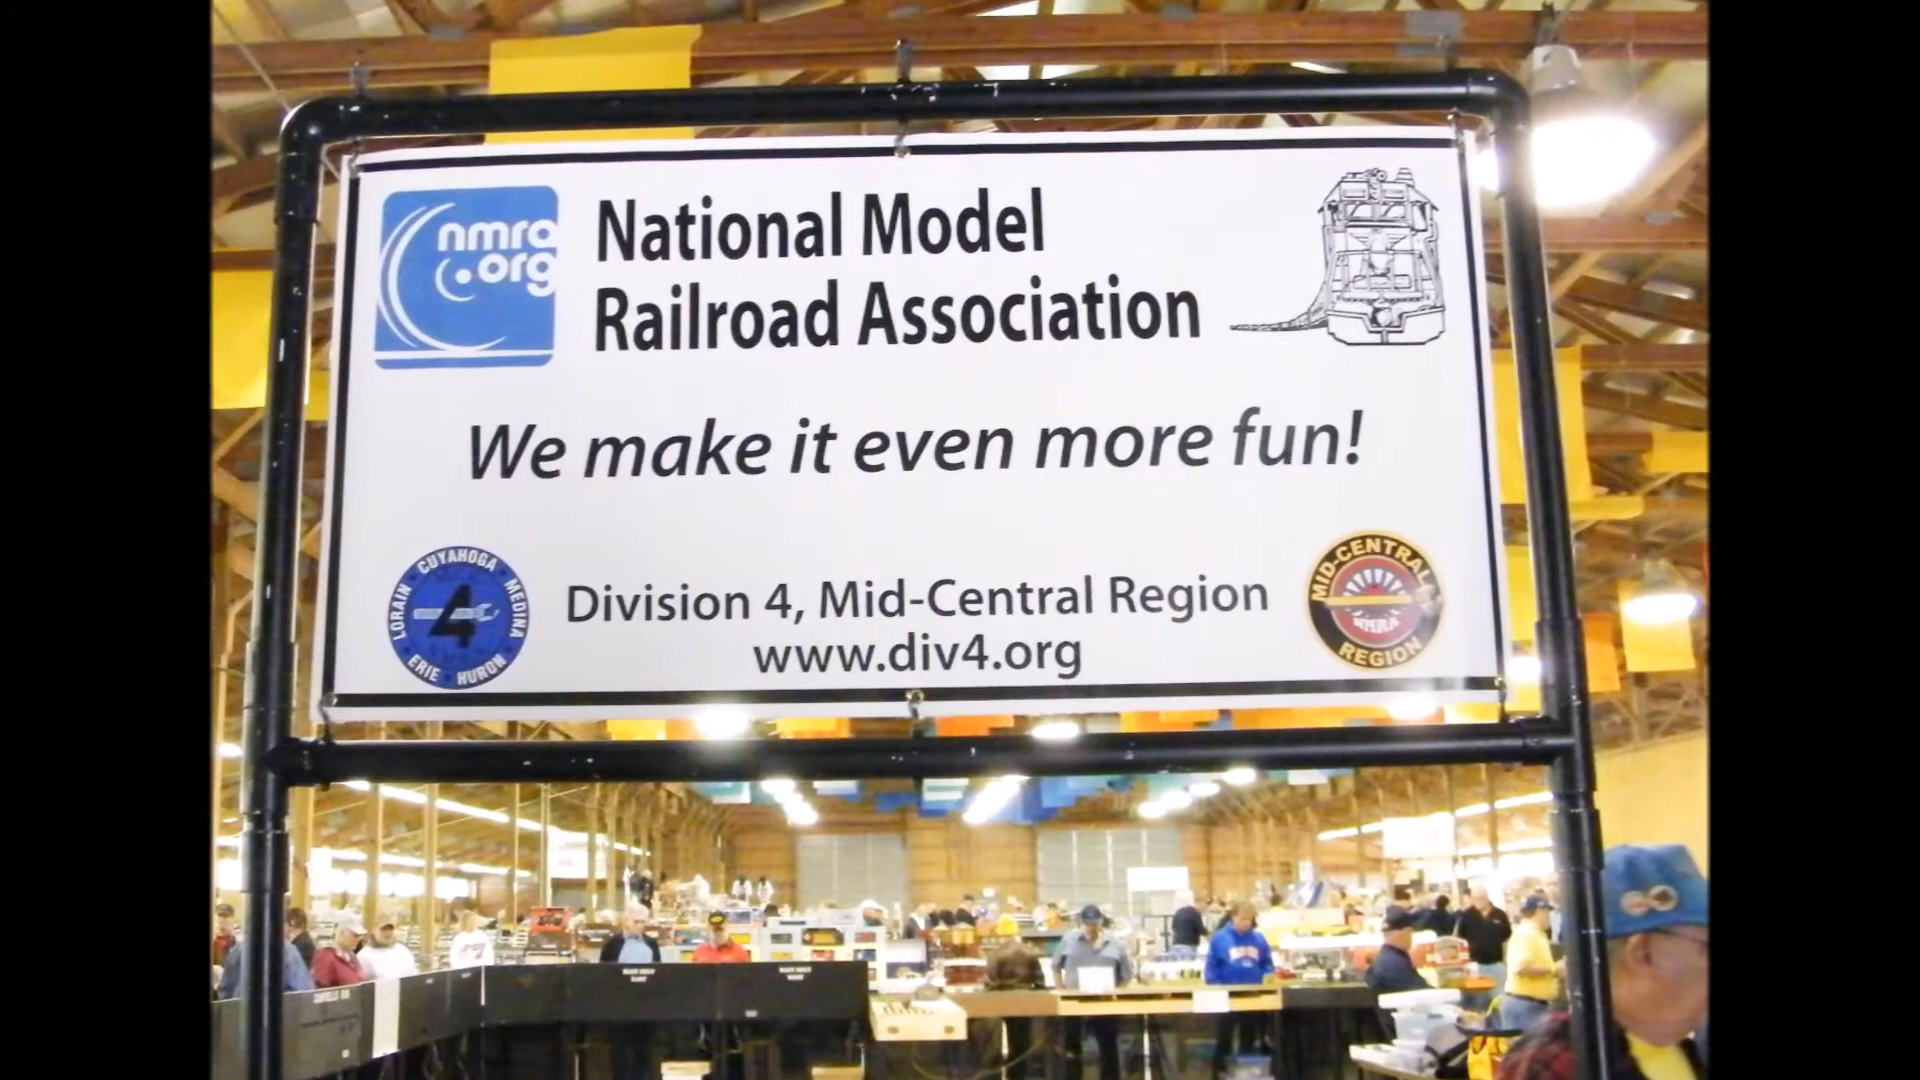 nmra
.org
National Model
Railroad Association
We make it even more fun!
LORAIN CUYAHOGA MEDINA
ERIE HURON
4
Division 4, Mid-Central Region
www.div4.org
MID-CENTRAL
NMRA
REGION